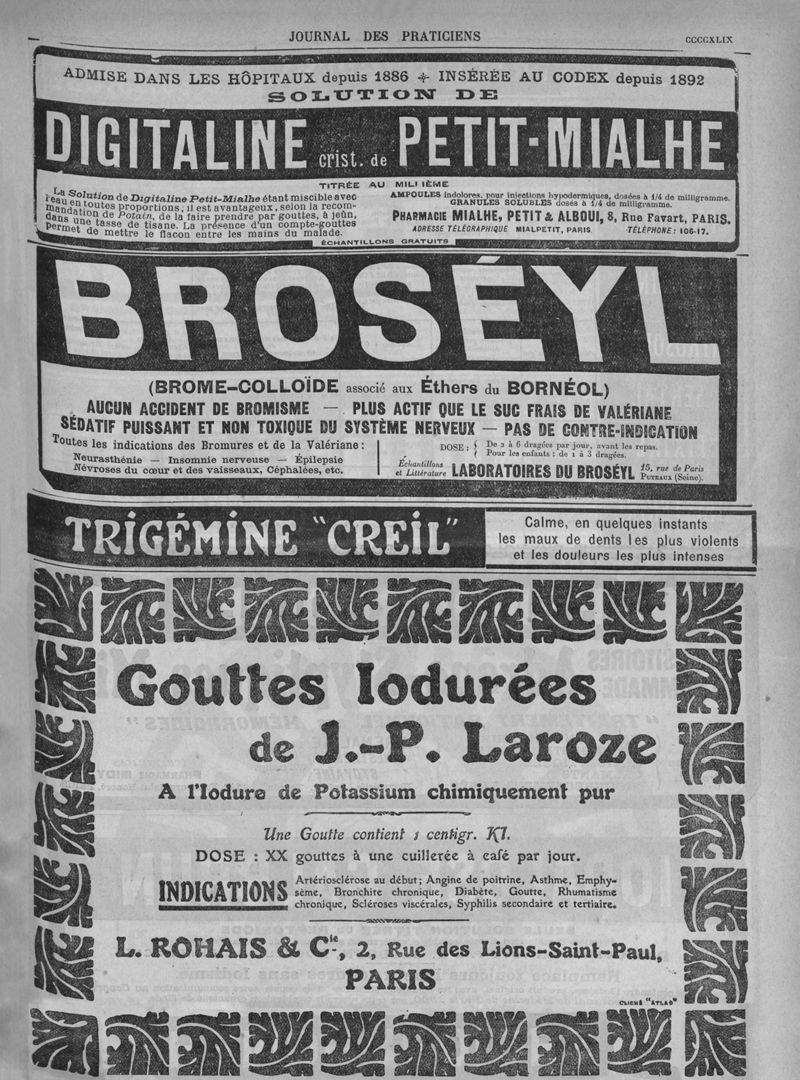 JOURNAL DES PRATICIENS
CCCCXLIX
ADMISE DANS LES HÔPITAUX depuis 1886 ✢ INSÉRÉE AU CODEX depuis 1892
SOLUTION DE
DIGITALINE crist. de PETIT-MIALHE
TITRÉE AU MILLIÈME
La Solution de Digitaline Petit-Mialhe étant miscible avec
l'eau en toutes proportions, il est avantageux, selon la recom-
mandation de Potain, de la faire prendre par gouttes, à jeûn,
dans une tasse de tisane. La présence d'un compte-gouttes
permet de mettre le flacon entre les mains du malade.
AMPOULES indolores, pour injections hypodermiques, dosées à 1/4 de milligramme.
GRANULES SOLUBLES dosés à 1/4 de milligramme.
PHARMACIE MIALHE, PETIT & ALBOUI, 8, Rue Favart, PARIS.
ADRESSE TÉLÉGRAPHIQUE MIALPETIT, PARIS. TÉLÉPHONE: 106-17.
ÉCHANTILLONS GRATUITS
BROSÉYL
(BROME-COLLOÏDE associé aux Éthers du BORNÉOL)
AUCUN ACCIDENT DE BROMISME — PLUS ACTIF QUE LE SUC FRAIS DE VALÉRIANE
SÉDATIF PUISSANT ET NON TOXIQUE DU SYSTÈME NERVEUX — PAS DE CONTRE-INDICATION
Toutes les indications des Bromures et de la Valériane:
Neurasthénie — Insomnie nerveuse — Épilepsie
Névroses du cœur et des vaisseaux, Céphalées, etc.
DOSE: { De 2 à 6 dragées par jour, avant les repas.
Pour les enfants : de 1 à 3 dragées.
Échantillons
et Littérature LABORATOIRES DU BROSÉYL 15, rue de Paris
PUTEAUX (Seine).
TRIGÉMINE "CREIL"
Calme, en quelques instants
les maux de dents les plus violents
et les douleurs les plus intenses
Gouttes Iodurées
de J.-P. Laroze
A l'Iodure de Potassium chimiquement pur
Une Goutte contient 1 centigr. KI.
DOSE : XX gouttes à une cuillerée à café par jour.
INDICATIONS
Artériosclérose au début; Angine de poitrine, Asthme, Emphy-
sème, Bronchite chronique, Diabète, Goutte, Rhumatisme
chronique, Scléroses viscérales, Syphilis secondaire et tertiaire.
L. ROHAIS & Cie, 2, Rue des Lions-Saint-Paul,
PARIS
CLICHÉ "ATLAS"